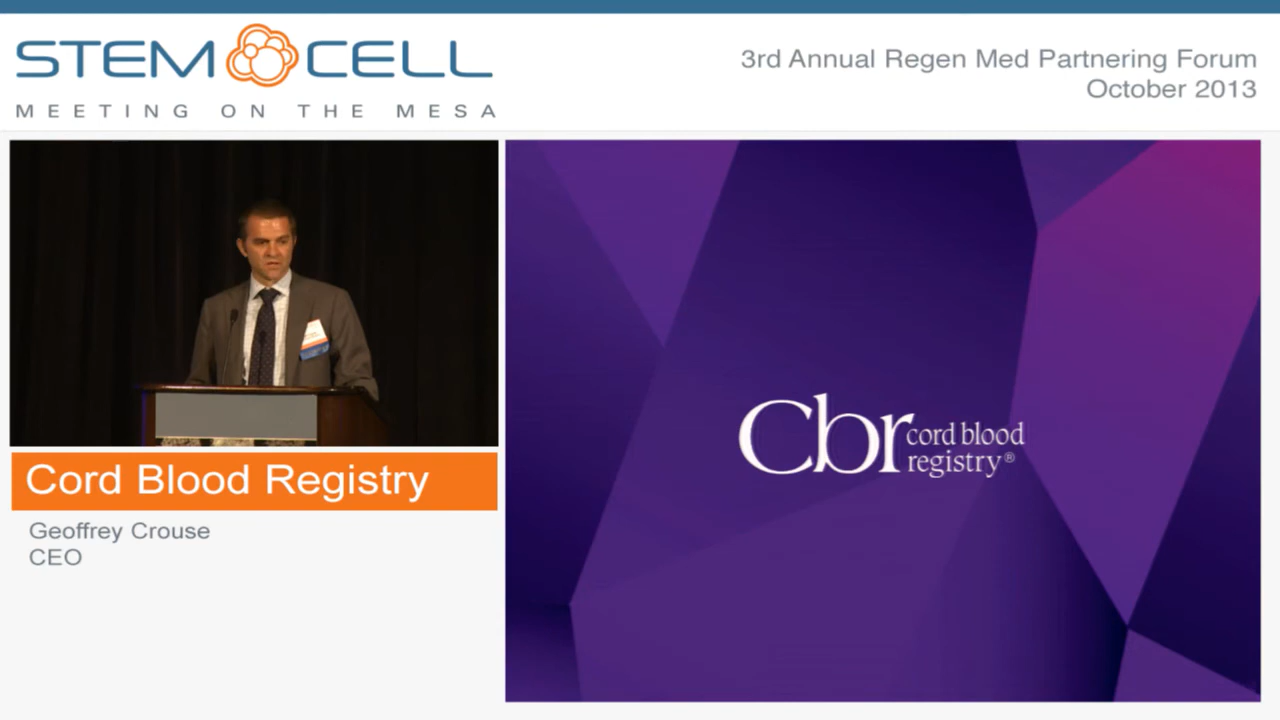 STEM CELL
MEETING ON THE MESA
3rd Annual Regen Med Partnering Forum
October 2013
Cbr cord blood
registry®
Cord Blood Registry
Geoffrey Crouse
CEO